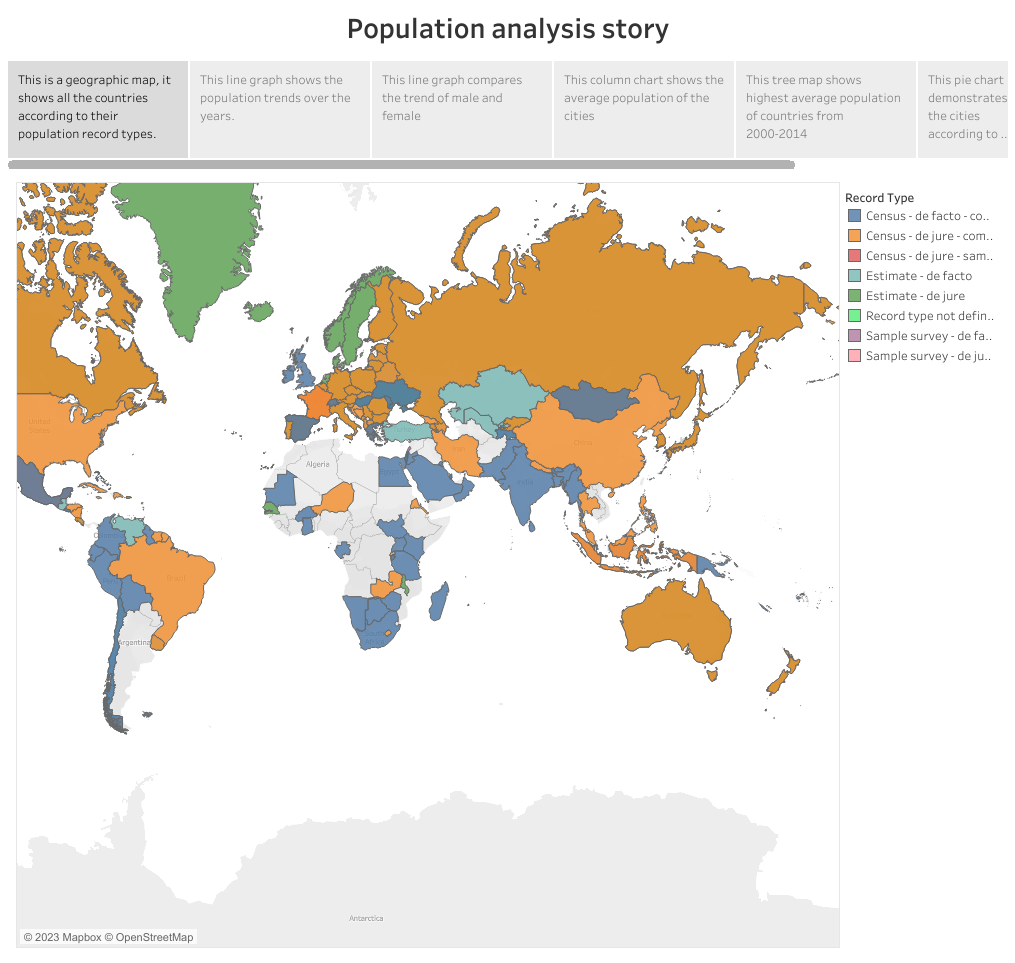 Population analysis story
This is a geographic map, it
shows all the countries
according to their
population record types.
This line graph shows the
population trends over the
years.
This line graph compares
the trend of male and
female
This column chart shows the
average population of the
cities
This tree map shows
highest average population
of countries from
2000-2014
This pie chart
demonstrates
the cities
according to ..
Record Type
Census - de facto - co..
Census - de jure - com..
Census - de jure - sam..
Estimate - de facto
Estimate - de jure
Record type not defin..
Sample survey - de fa..
Sample survey - de ju..
United
States
China
Algeria
India
Brazil
Argentina
Antarctica
© 2023 Mapbox © OpenStreetMap